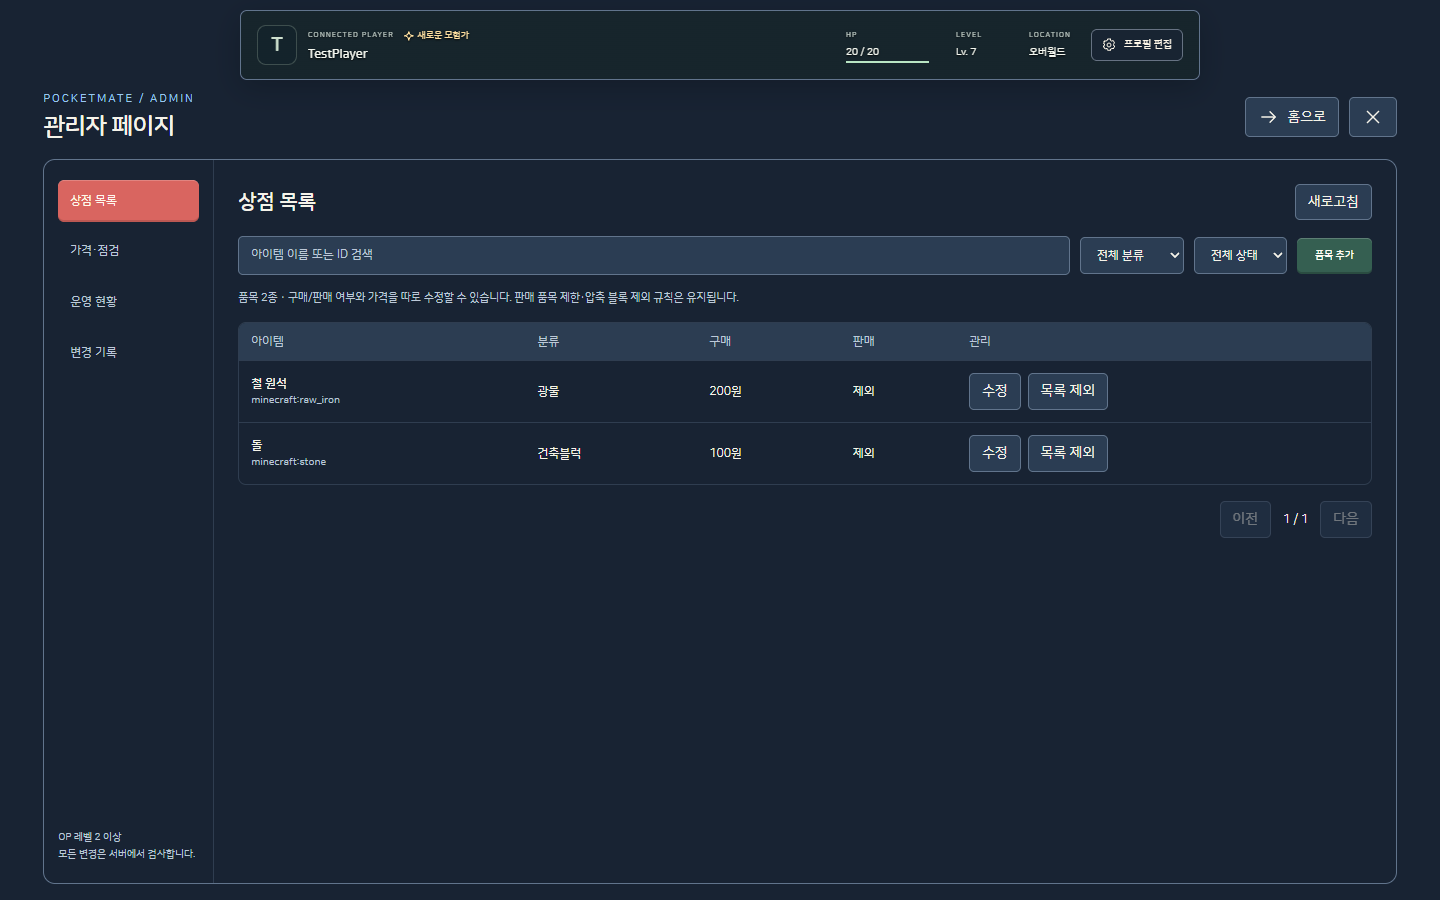 T
CONNECTED PLAYER 새로운 모험가
TestPlayer
HP
20 / 20
LEVEL
Lv. 7
LOCATION
오버월드
프로필 편집
POCKETMATE / ADMIN
관리자 페이지
홈으로
상점 목록
가격·점검
운영 현황
변경 기록
OP 레벨 2 이상
모든 변경은 서버에서 검사합니다.
상점 목록
새로고침
아이템 이름 또는 ID 검색
전체 분류
전체 상태
품목 추가
품목 2종 · 구매/판매 여부와 가격을 따로 수정할 수 있습니다. 판매 품목 제한·압축 블록 제외 규칙은 유지됩니다.
아이템 분류 구매 판매 관리
철 원석
minecraft:raw_iron
광물 200원 제외 수정 목록 제외
돌
minecraft:stone
건축블럭 100원 제외 수정 목록 제외
이전 1 / 1 다음